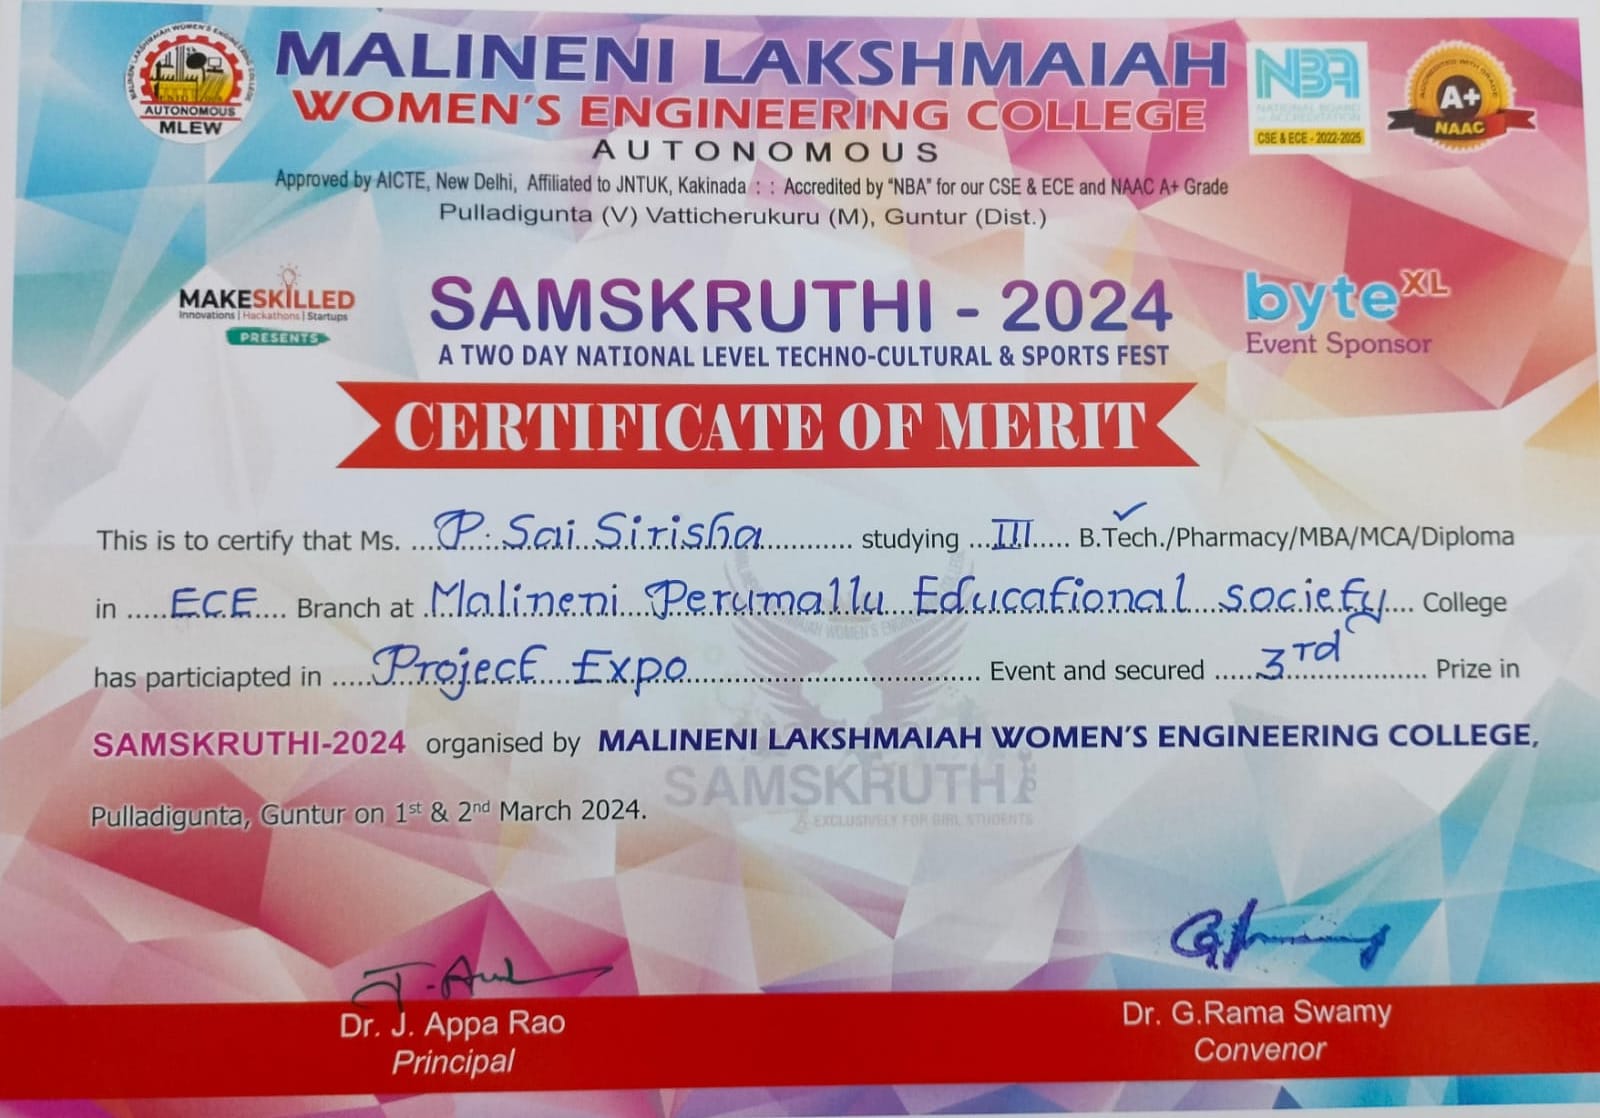 MALINENI LAKSHMAIAH
WOMEN'S ENGINEERING COLLEGE
AUTONOMOUS
Approved by AICTE, New Delhi, Affiliated to JNTUK, Kakinada : : Accredited by "NBA" for our CSE & ECE and NAAC A+ Grade
Pulladigunta (V) Vatticherukuru (M), Guntur (Dist.)
AUTONOMOUS
MLEW
NBA
NATIONAL BOARD
of ACCREDITATION
CSE & ECE - 2022-2025
ACCREDITED WITH GRADE
A+
NAAC
MAKESKILLED
Innovations | Hackathons | Startups
PRESENTS
SAMSKRUTHI - 2024
A TWO DAY NATIONAL LEVEL TECHNO-CULTURAL & SPORTS FEST
byteXL
Event Sponsor
CERTIFICATE OF MERIT
This is to certify that Ms. P. Sai Sirisha studying III B.Tech./Pharmacy/MBA/MCA/Diploma
in ECE Branch at Malineni Perumallu Educational society College
has particiapted in Project Expo Event and secured 3rd Prize in
SAMSKRUTHI-2024 organised by MALINENI LAKSHMAIAH WOMEN'S ENGINEERING COLLEGE,
Pulladigunta, Guntur on 1st & 2nd March 2024.
SAMSKRUTHI
EXCLUSIVELY FOR GIRL STUDENTS
Dr. J. Appa Rao
Principal
Dr. G.Rama Swamy
Convenor